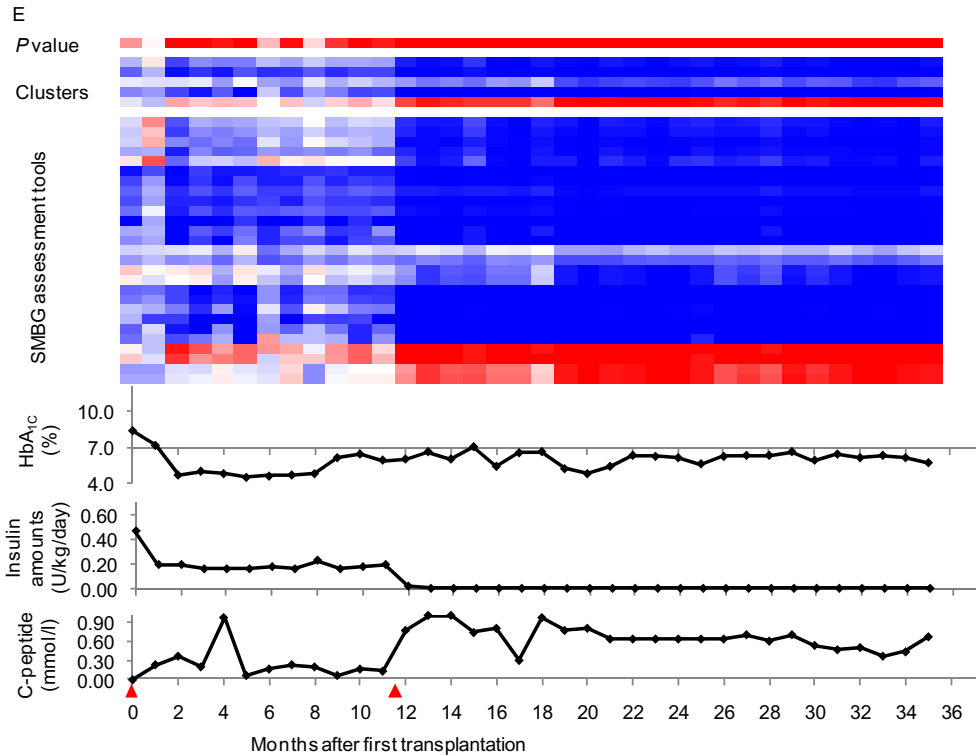 E
P value
Clusters
SMBG assessment tools
HbA1C
(%)
10.0
7.0
4.0
Insulin
amounts
(U/kg/day)
0.60
0.40
0.20
0.00
C-peptide
(mmol/l)
0.90
0.60
0.30
0.00
0 2 4 6 8 10 12 14 16 18 20 22 24 26 28 30 32 34 36
Months after first transplantation